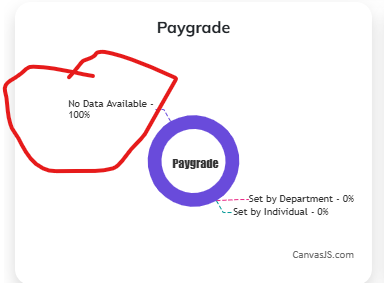 Paygrade
No Data Available -
100%
Paygrade
Set by Department - 0%
Set by Individual - 0%
CanvasJS.com